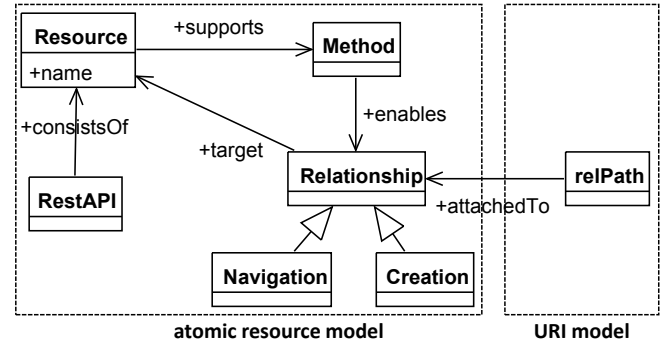 Resource
+name
+supports
Method
+consistsOf
+target
+enables
RestAPI
Relationship
relPath
+attachedTo
Navigation
Creation
atomic resource model
URI model